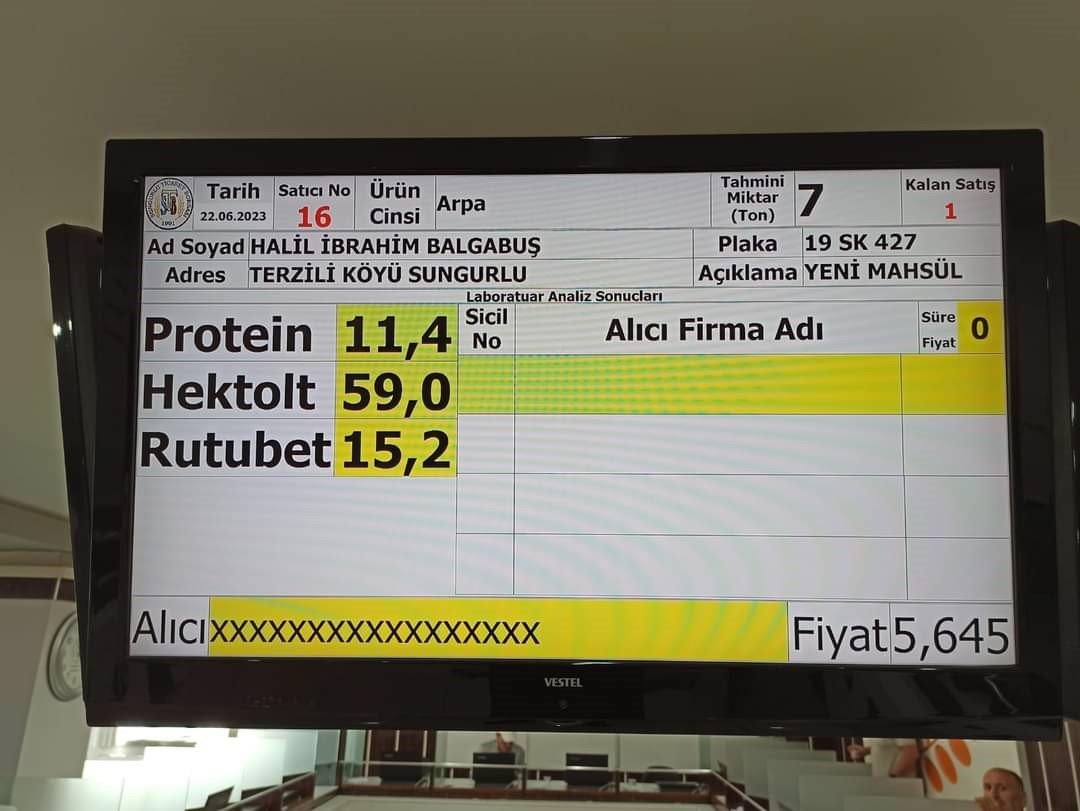 Tarih
22.06.2023
Satıcı No
16
Ürün
Cinsi
Arpa
Tahmini
Miktar
(Ton)
7
Kalan Satış
1
Ad Soyad HALİL İBRAHİM BALGABUŞ
Plaka 19 SK 427
Adres TERZİLİ KÖYÜ SUNGURLU
Açıklama YENİ MAHSÜL
Laboratuar Analiz Sonucları
Protein 11,4
Hektolt 59,0
Rutubet 15,2
Sicil
No
Alıcı Firma Adı
Süre
Fiyat
0
Alıcı xxxxxxxxxxxxxxxxx
Fiyat 5,645
VESTEL